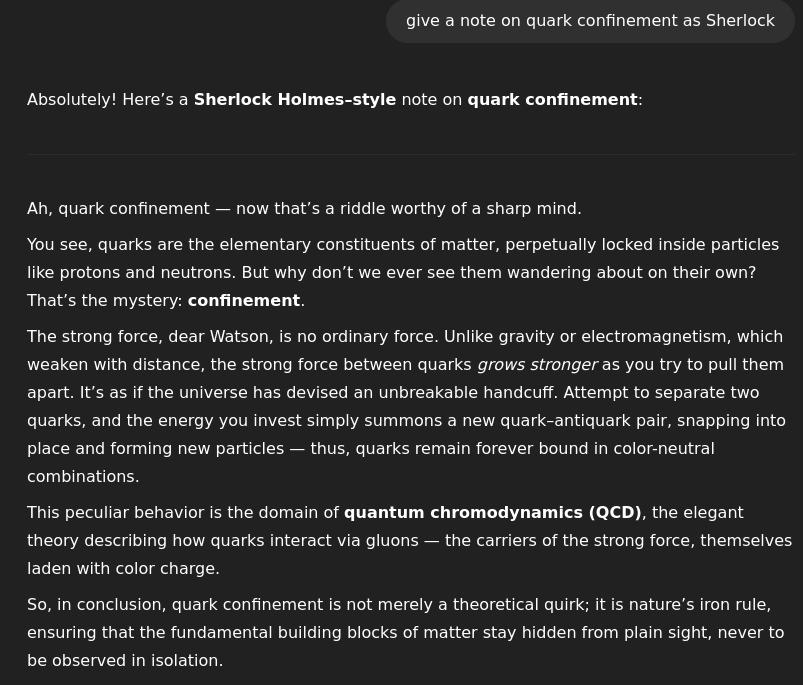 give a note on quark confinement as Sherlock
Absolutely! Here’s a Sherlock Holmes–style note on quark confinement:
Ah, quark confinement — now that’s a riddle worthy of a sharp mind.
You see, quarks are the elementary constituents of matter, perpetually locked inside particles
like protons and neutrons. But why don’t we ever see them wandering about on their own?
That’s the mystery: confinement.
The strong force, dear Watson, is no ordinary force. Unlike gravity or electromagnetism, which
weaken with distance, the strong force between quarks grows stronger as you try to pull them
apart. It’s as if the universe has devised an unbreakable handcuff. Attempt to separate two
quarks, and the energy you invest simply summons a new quark–antiquark pair, snapping into
place and forming new particles — thus, quarks remain forever bound in color-neutral
combinations.
This peculiar behavior is the domain of quantum chromodynamics (QCD), the elegant
theory describing how quarks interact via gluons — the carriers of the strong force, themselves
laden with color charge.
So, in conclusion, quark confinement is not merely a theoretical quirk; it is nature’s iron rule,
ensuring that the fundamental building blocks of matter stay hidden from plain sight, never to
be observed in isolation.